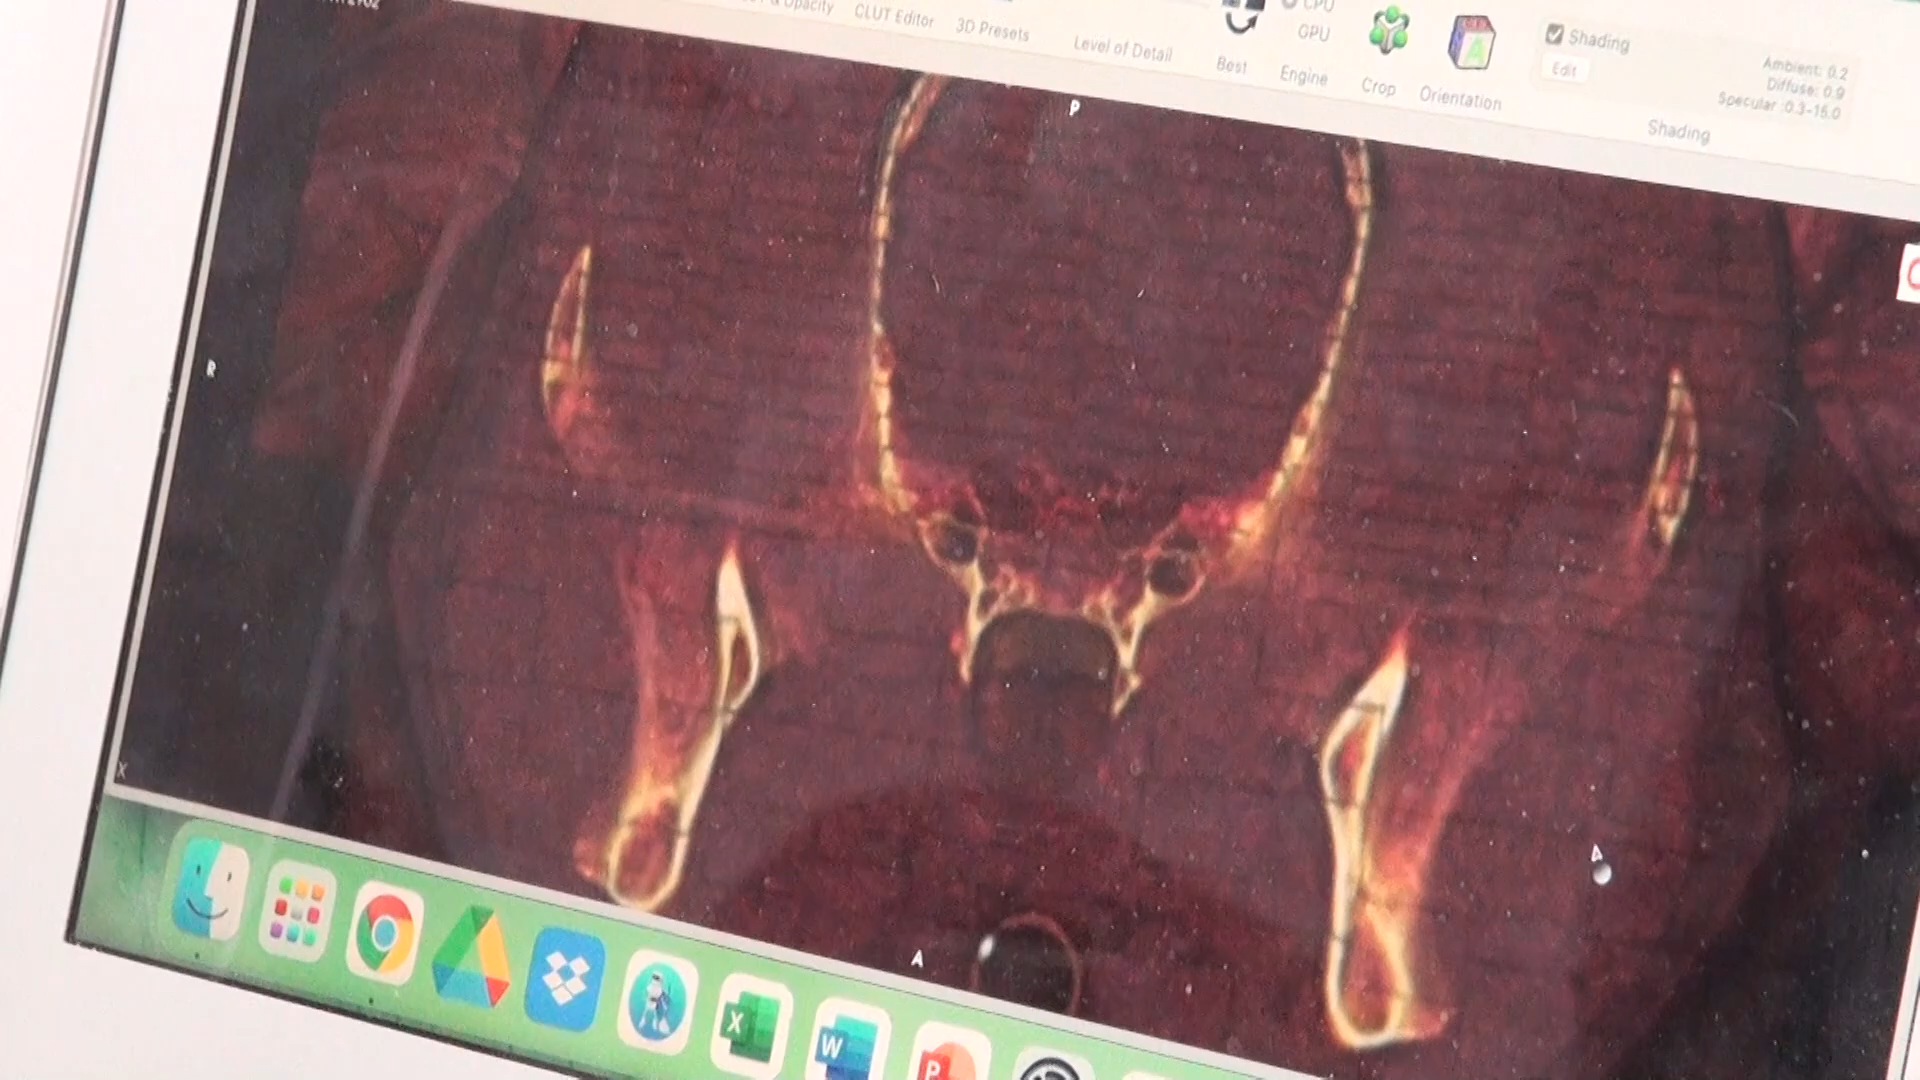 Opacity
CLUT Editor
3D Presets
Level of Detail
Best
CPU
GPU
Engine
Crop
Orientation
Shading
Edit
Ambient: 0.2
Diffuse: 0.9
Specular :0.3-15.0
Shading
P
R
X
A
A
X
W
P